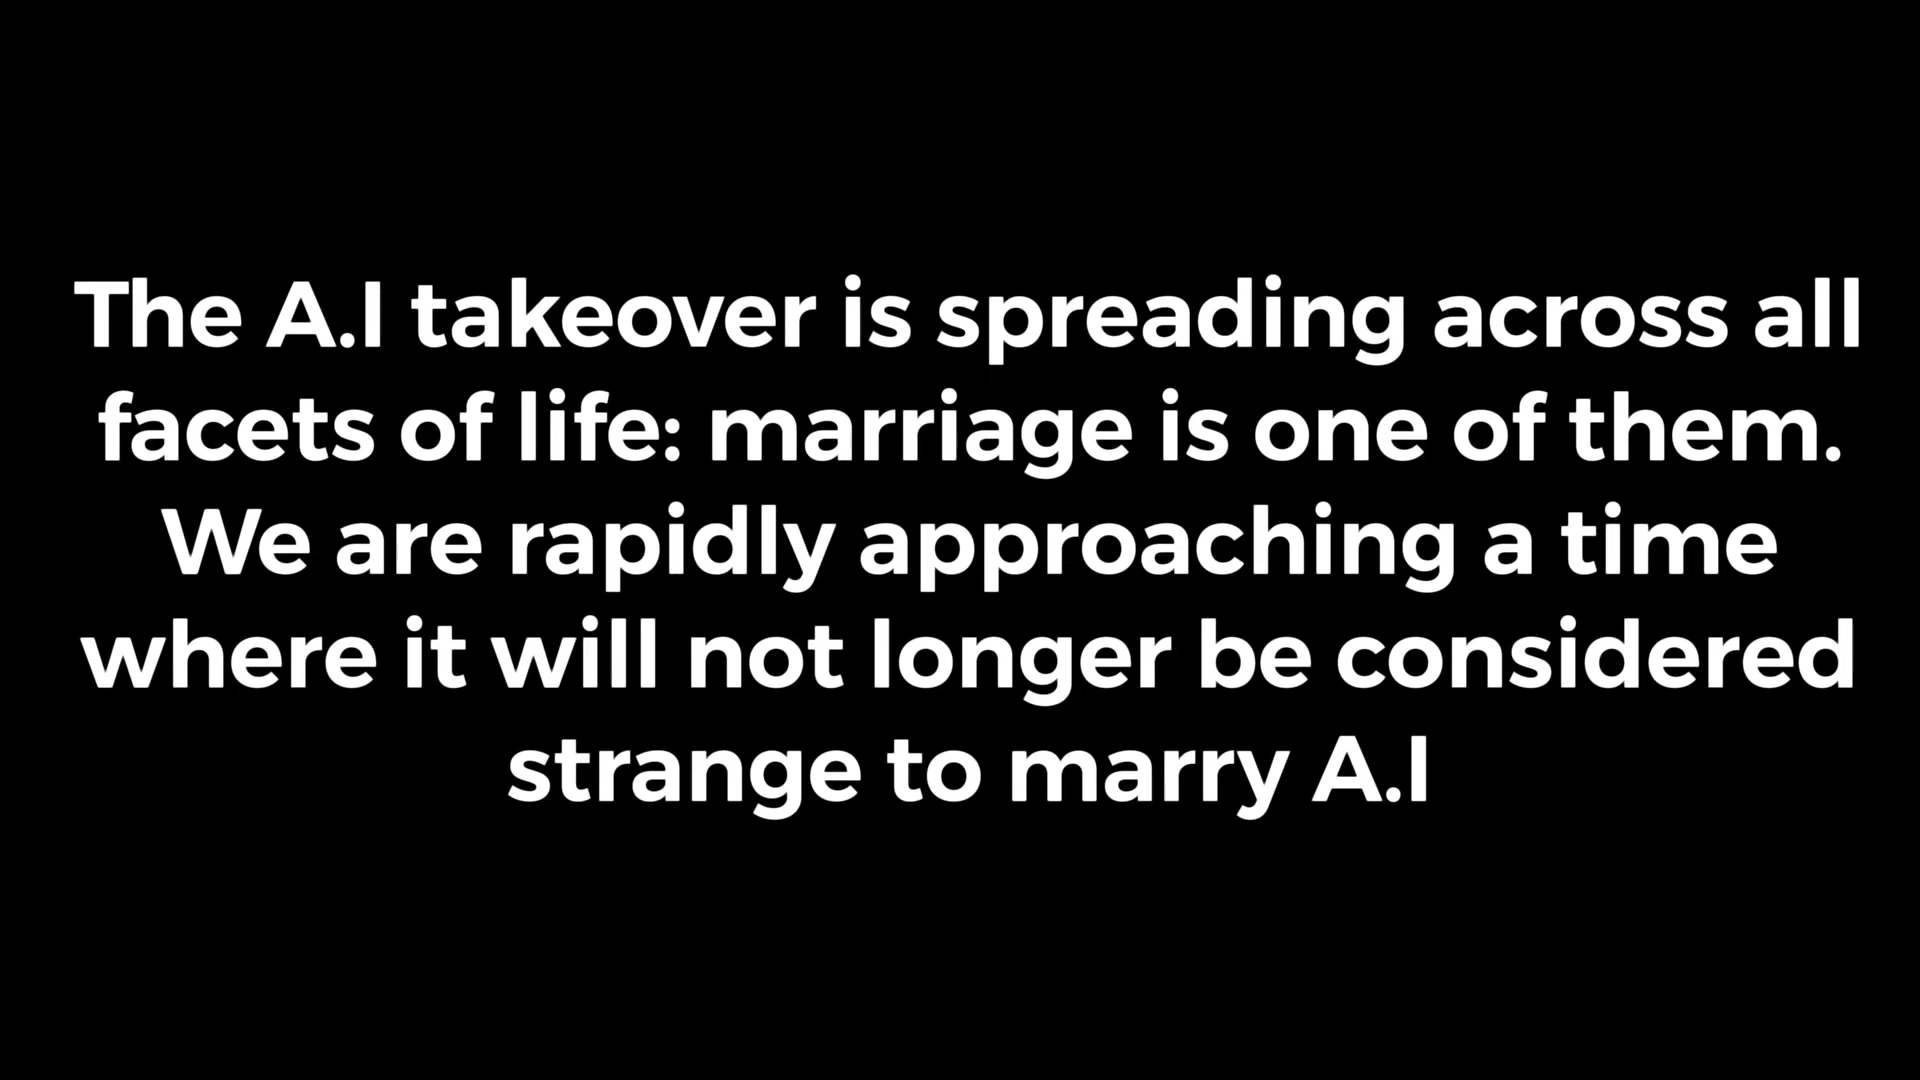 The A.I takeover is spreading across all
facets of life: marriage is one of them.
We are rapidly approaching a time
where it will not longer be considered
strange to marry A.I